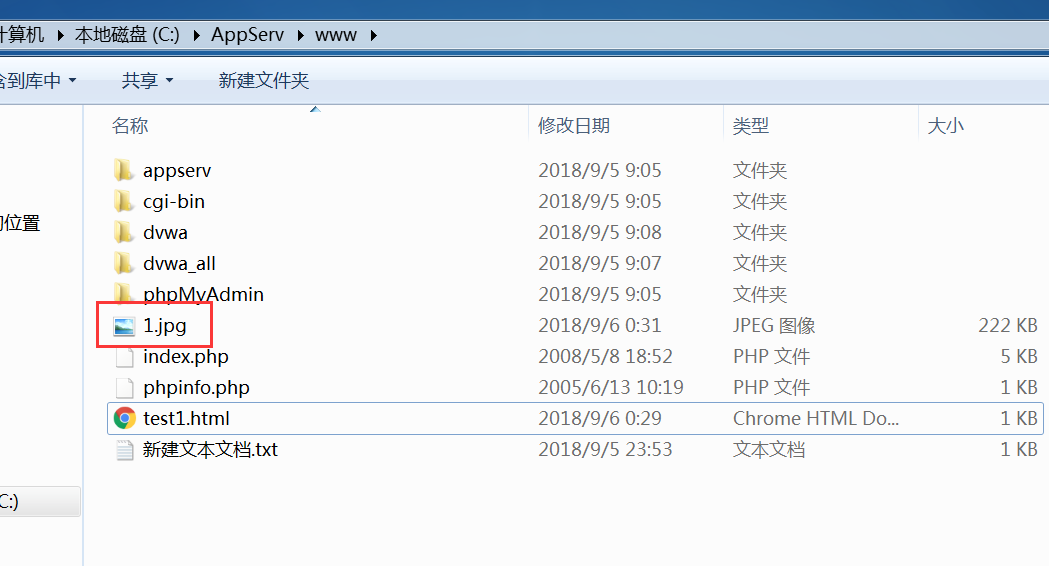 计算机 本地磁盘 (C:) AppServ www
含到库中 共享 新建文件夹
名称 修改日期 类型 大小
appserv 2018/9/5 9:05 文件夹
cgi-bin 2018/9/5 9:05 文件夹
的位置
dvwa 2018/9/5 9:08 文件夹
dvwa_all 2018/9/5 9:07 文件夹
phpMyAdmin 2018/9/5 9:05 文件夹
1.jpg 2018/9/6 0:31 JPEG 图像 222 KB
index.php 2008/5/8 18:52 PHP 文件 5 KB
phpinfo.php 2005/6/13 10:19 PHP 文件 1 KB
test1.html 2018/9/6 0:29 Chrome HTML Do... 1 KB
新建文本文档.txt 2018/9/5 23:53 文本文档 1 KB
C:)